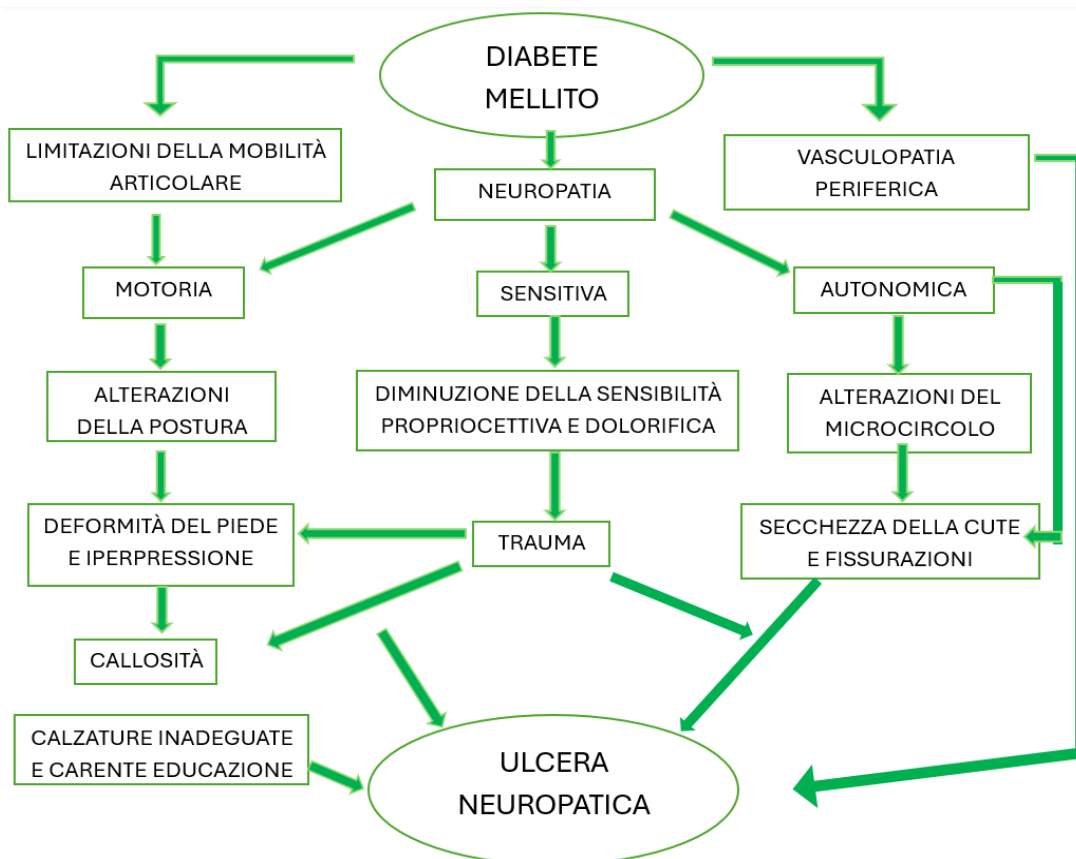 DIABETE
MELLITO
LIMITAZIONI DELLA MOBILITÀ
ARTICOLARE
NEUROPATIA
VASCULOPATIA
PERIFERICA
MOTORIA
SENSITIVA
AUTONOMICA
ALTERAZIONI
DELLA POSTURA
DIMINUZIONE DELLA SENSIBILITÀ
PROPRIOCETTIVA E DOLORIFICA
ALTERAZIONI DEL
MICROCIRCOLO
DEFORMITÀ DEL PIEDE
E IPERPRESSIONE
TRAUMA
SECCHEZZA DELLA CUTE
E FISSURAZIONI
CALLOSITÀ
CALZATURE INADEGUATE
E CARENTE EDUCAZIONE
ULCERA
NEUROPATICA